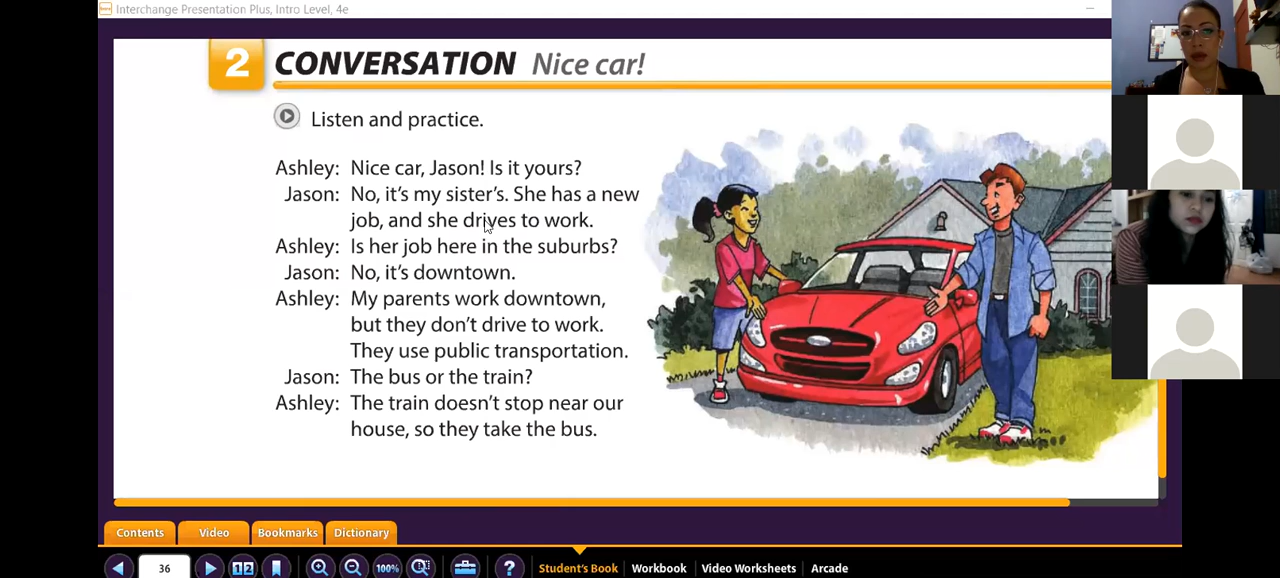 Interchange Presentation Plus, Intro Level, 4e
2 CONVERSATION Nice car!
Listen and practice.
Ashley: Nice car, Jason! Is it yours?
Jason: No, it's my sister's. She has a new
job, and she drives to work.
Ashley: Is her job here in the suburbs?
Jason: No, it's downtown.
Ashley: My parents work downtown,
but they don't drive to work.
They use public transportation.
Jason: The bus or the train?
Ashley: The train doesn't stop near our
house, so they take the bus.
Contents Video Bookmarks Dictionary
36 12 100% ? Student's Book Workbook Video Worksheets Arcade